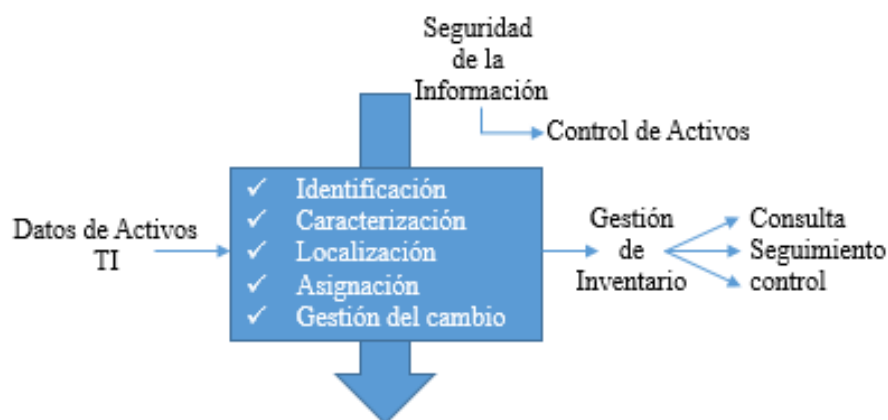 Seguridad
de la
Información
Control de Activos
Datos de Activos
TI
✓ Identificación
✓ Caracterización
✓ Localización
✓ Asignación
✓ Gestión del cambio
Gestión
de
Inventario
Consulta
Seguimiento
control